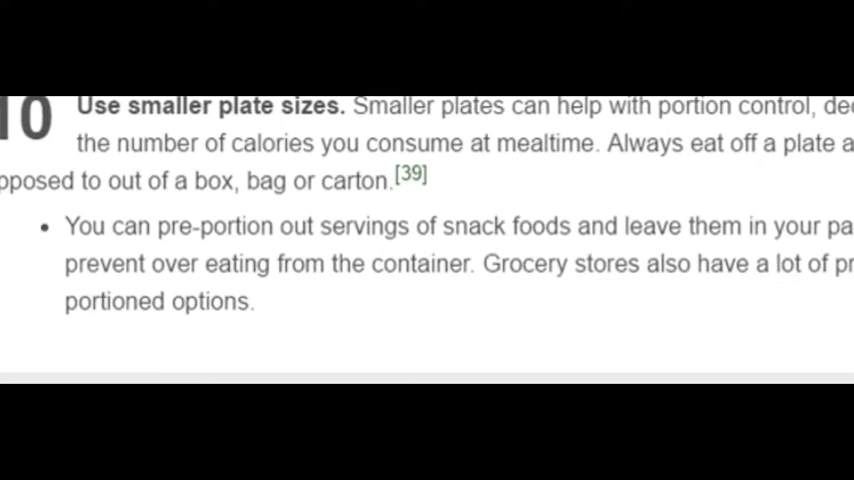 10 Use smaller plate sizes. Smaller plates can help with portion control,
the number of calories you consume at mealtime. Always eat off a plate
to out of a box, bag or carton.[39]
• You can pre-portion out servings of snack foods and leave them in your
prevent over eating from the container. Grocery stores also have a lot of
portioned options.